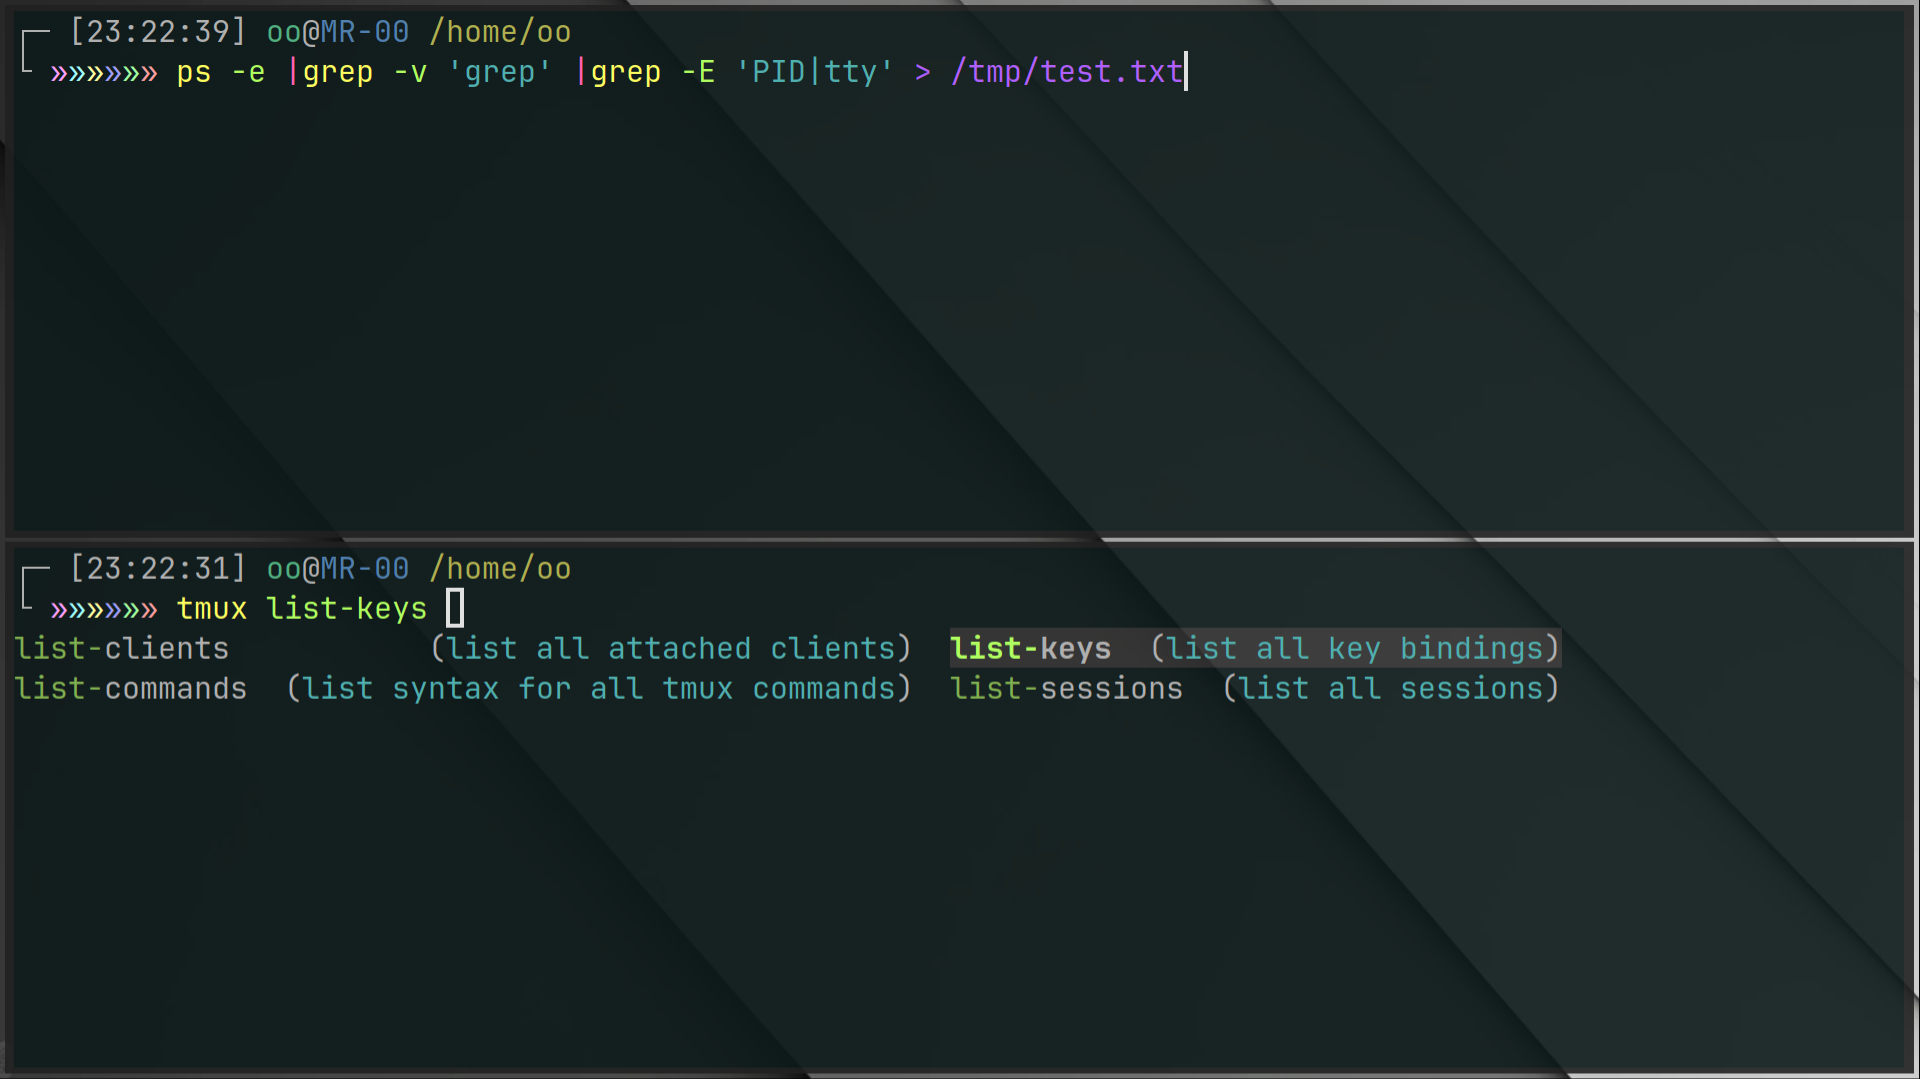 [23:22:39] oo@MR-00 /home/oo
»»»»»» ps -e |grep -v 'grep' |grep -E 'PID|tty' > /tmp/test.txt
[23:22:31] oo@MR-00 /home/oo
»»»»»» tmux list-keys
list-clients (list all attached clients) list-keys (list all key bindings)
list-commands (list syntax for all tmux commands) list-sessions (list all sessions)